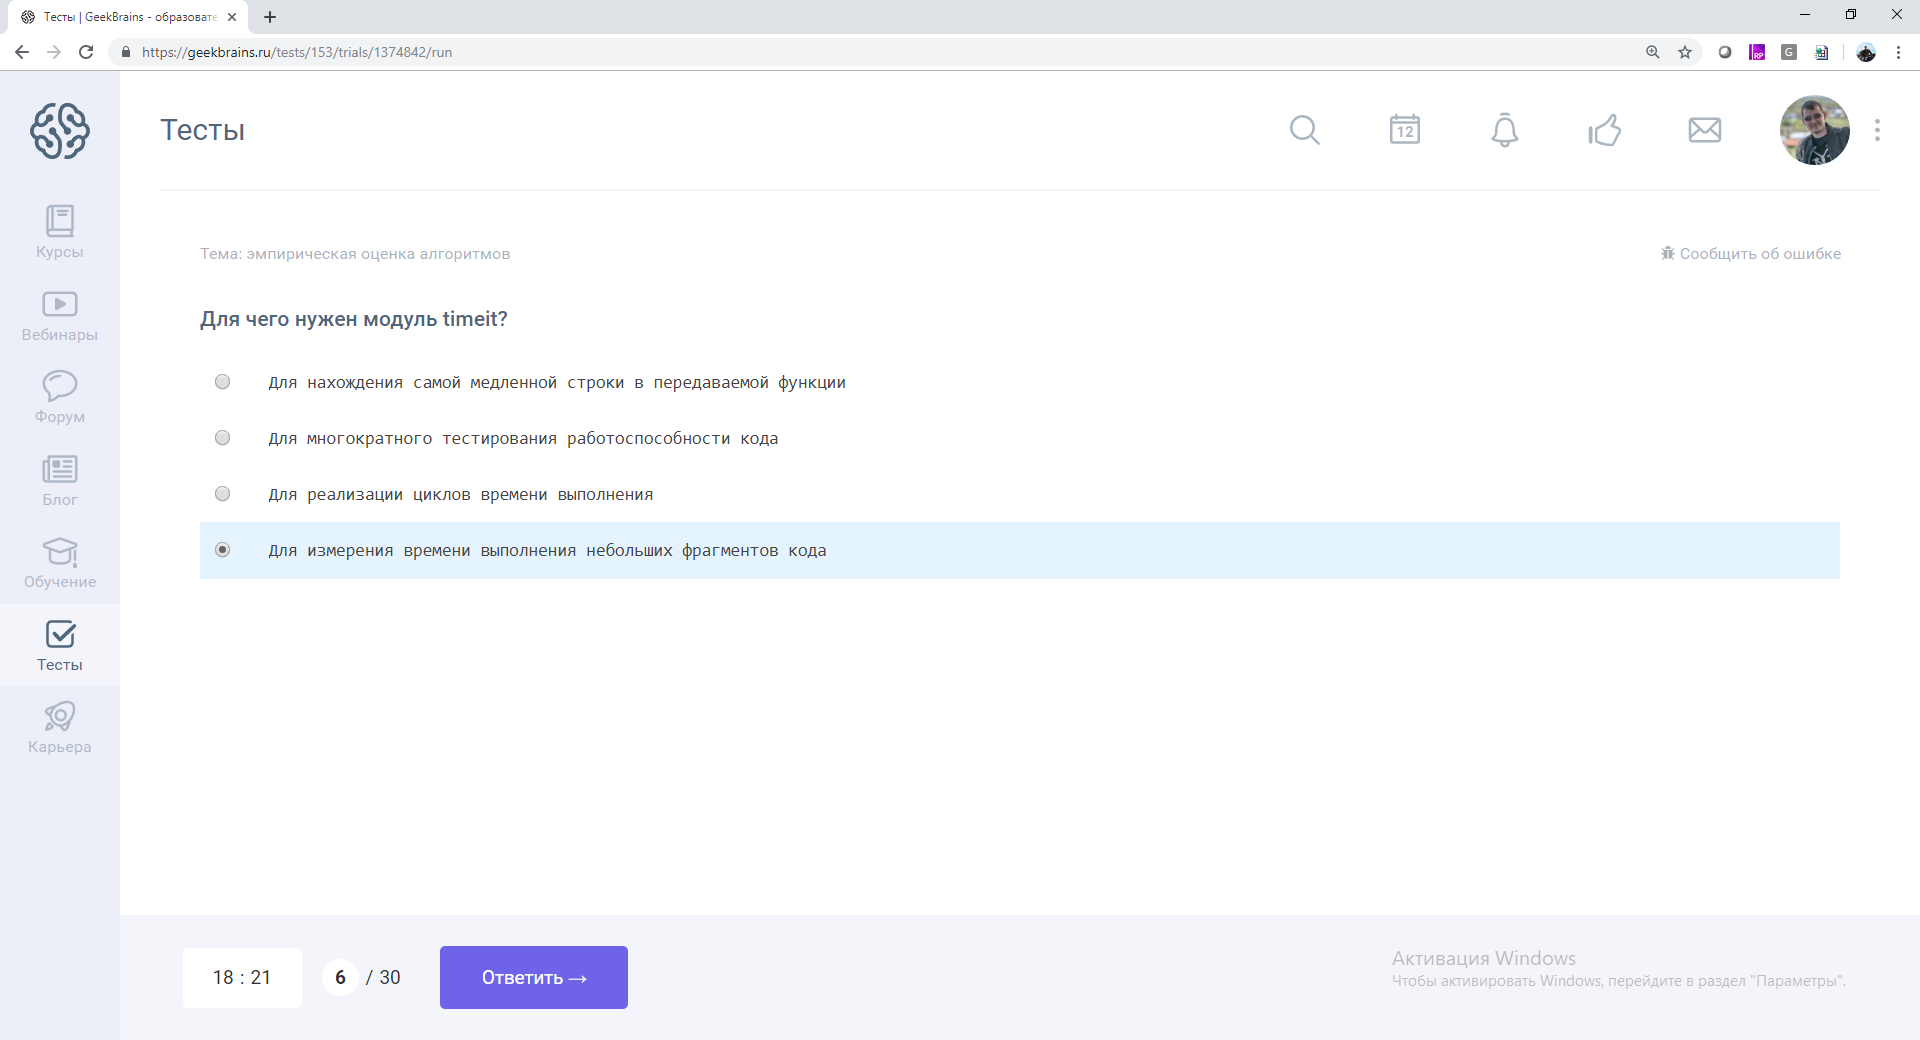 Тесты | GeekBrains - образовате
https://geekbrains.ru/tests/153/trials/1374842/run
RP
G
Тесты
12
Курсы
Вебинары
Форум
Блог
Обучение
Тесты
Карьера
Тема: эмпирическая оценка алгоритмов
Сообщить об ошибке
Для чего нужен модуль timeit?
Для нахождения самой медленной строки в передаваемой функции
Для многократного тестирования работоспособности кода
Для реализации циклов времени выполнения
Для измерения времени выполнения небольших фрагментов кода
18 : 21
6 / 30
Ответить →
Активация Windows
Чтобы активировать Windows, перейдите в раздел "Параметры".